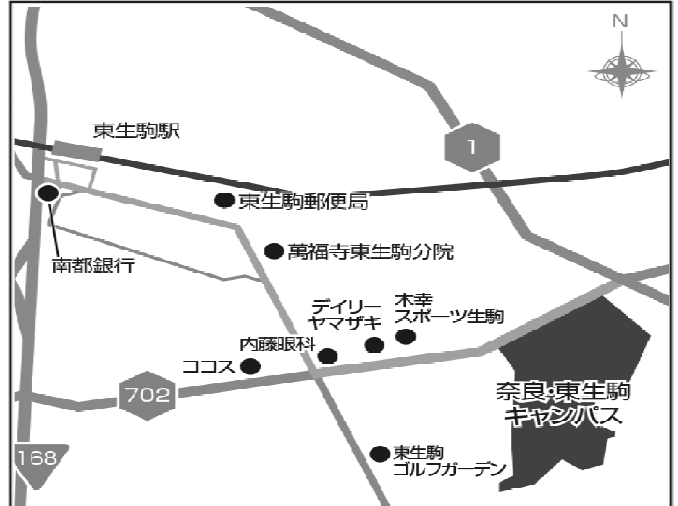 N
東生駒駅
1
東生駒郵便局
萬福寺東生駒分院
南都銀行
デイリー
ヤマザキ
木幸
スポーツ生駒
内藤眼科
ココス
702
奈良・東生駒
キャンパス
168
東生駒
ゴルフガーデン